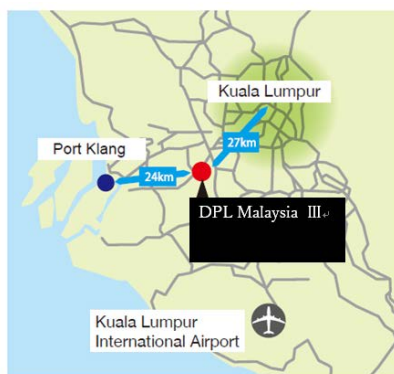 Kuala Lumpur
Port Klang
27km
24km
DPL Malaysia Ⅲ↵
Kuala Lumpur
International Airport